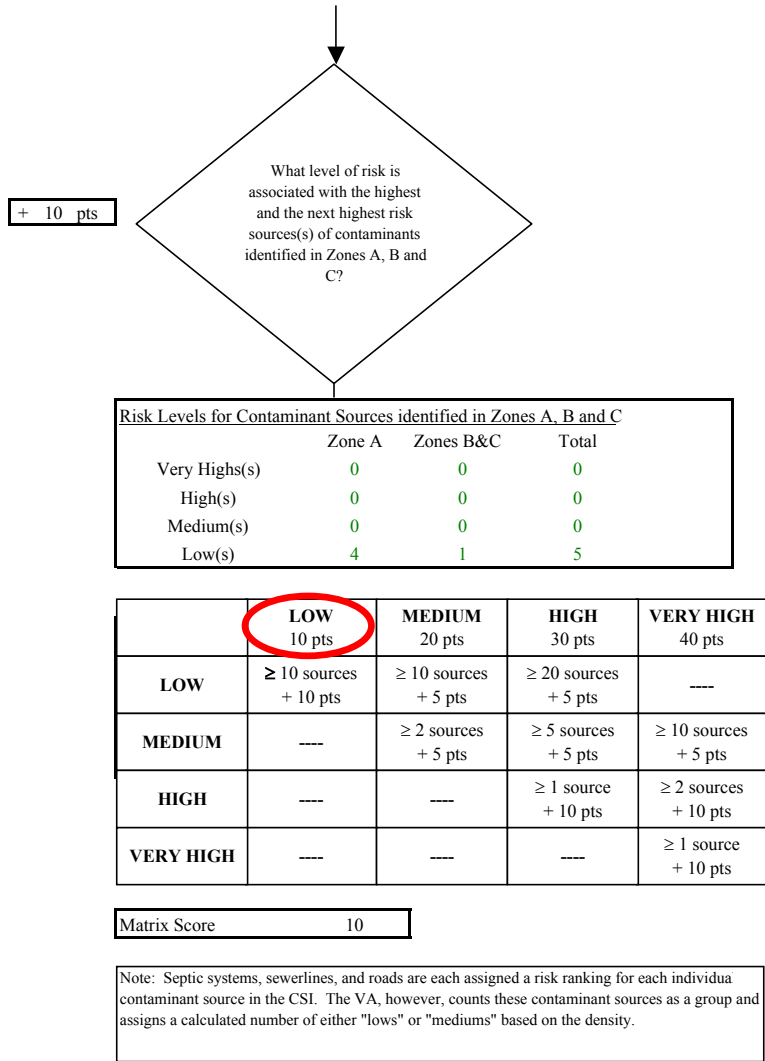 What level of risk is
associated with the highest
and the next highest risk
sources(s) of contaminants
identified in Zones A, B and
C?
+ 10 pts
Risk Levels for Contaminant Sources identified in Zones A, B and C
Zone A Zones B&C Total
Very Highs(s) 0 0 0
High(s) 0 0 0
Medium(s) 0 0 0
Low(s) 4 1 5
LOW MEDIUM HIGH VERY HIGH
10 pts 20 pts 30 pts 40 pts
LOW ≥ 10 sources ≥ 10 sources ≥ 20 sources ----
+ 10 pts + 5 pts + 5 pts
MEDIUM ---- ≥ 2 sources ≥ 5 sources ≥ 10 sources
+ 5 pts + 5 pts + 5 pts
HIGH ---- ---- ≥ 1 source ≥ 2 sources
+ 10 pts + 10 pts
VERY HIGH ---- ---- ---- ≥ 1 source
+ 10 pts
Matrix Score 10
Note: Septic systems, sewerlines, and roads are each assigned a risk ranking for each individua
contaminant source in the CSI. The VA, however, counts these contaminant sources as a group and
assigns a calculated number of either "lows" or "mediums" based on the density.